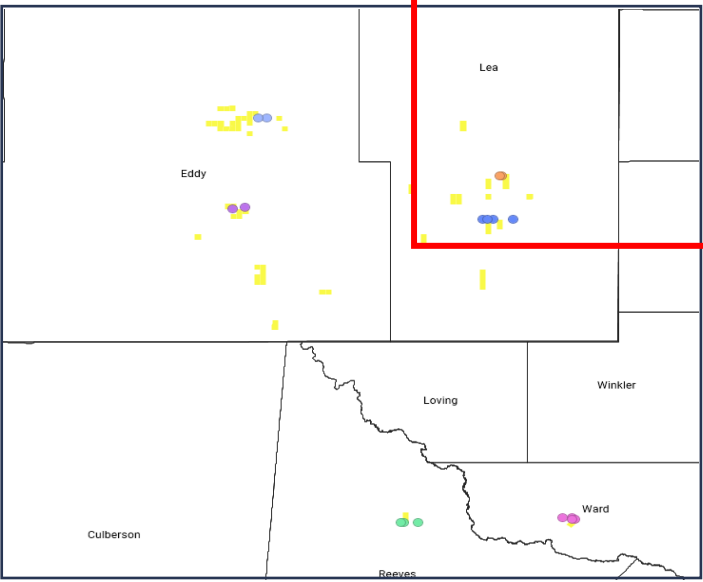 Lea
Eddy
Winkler
Loving
Ward
Culberson
Reeves